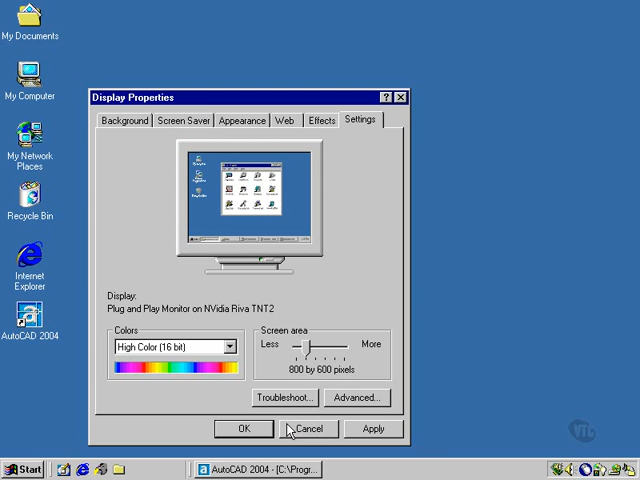 My Documents
My Computer
My Network
Places
Recycle Bin
Internet
Explorer
AutoCAD 2004
Display Properties
Background
Screen Saver
Appearance
Web
Effects
Settings
Display:
Plug and Play Monitor on NVidia Riva TNT2
Colors
High Color (16 bit)
Screen area
Less
More
800 by 600 pixels
Troubleshoot...
Advanced...
OK
Cancel
Apply
Start
AutoCAD 2004 - [C:\Progr...